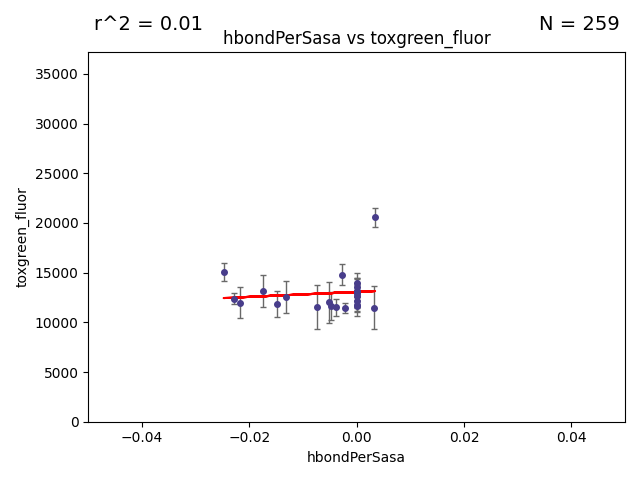 r^2 = 0.01
N = 259
hbondPerSasa vs toxgreen_fluor
35000
30000
25000
20000
15000
10000
5000
0
toxgreen_fluor
−0.04
−0.02
0.00
0.02
0.04
hbondPerSasa